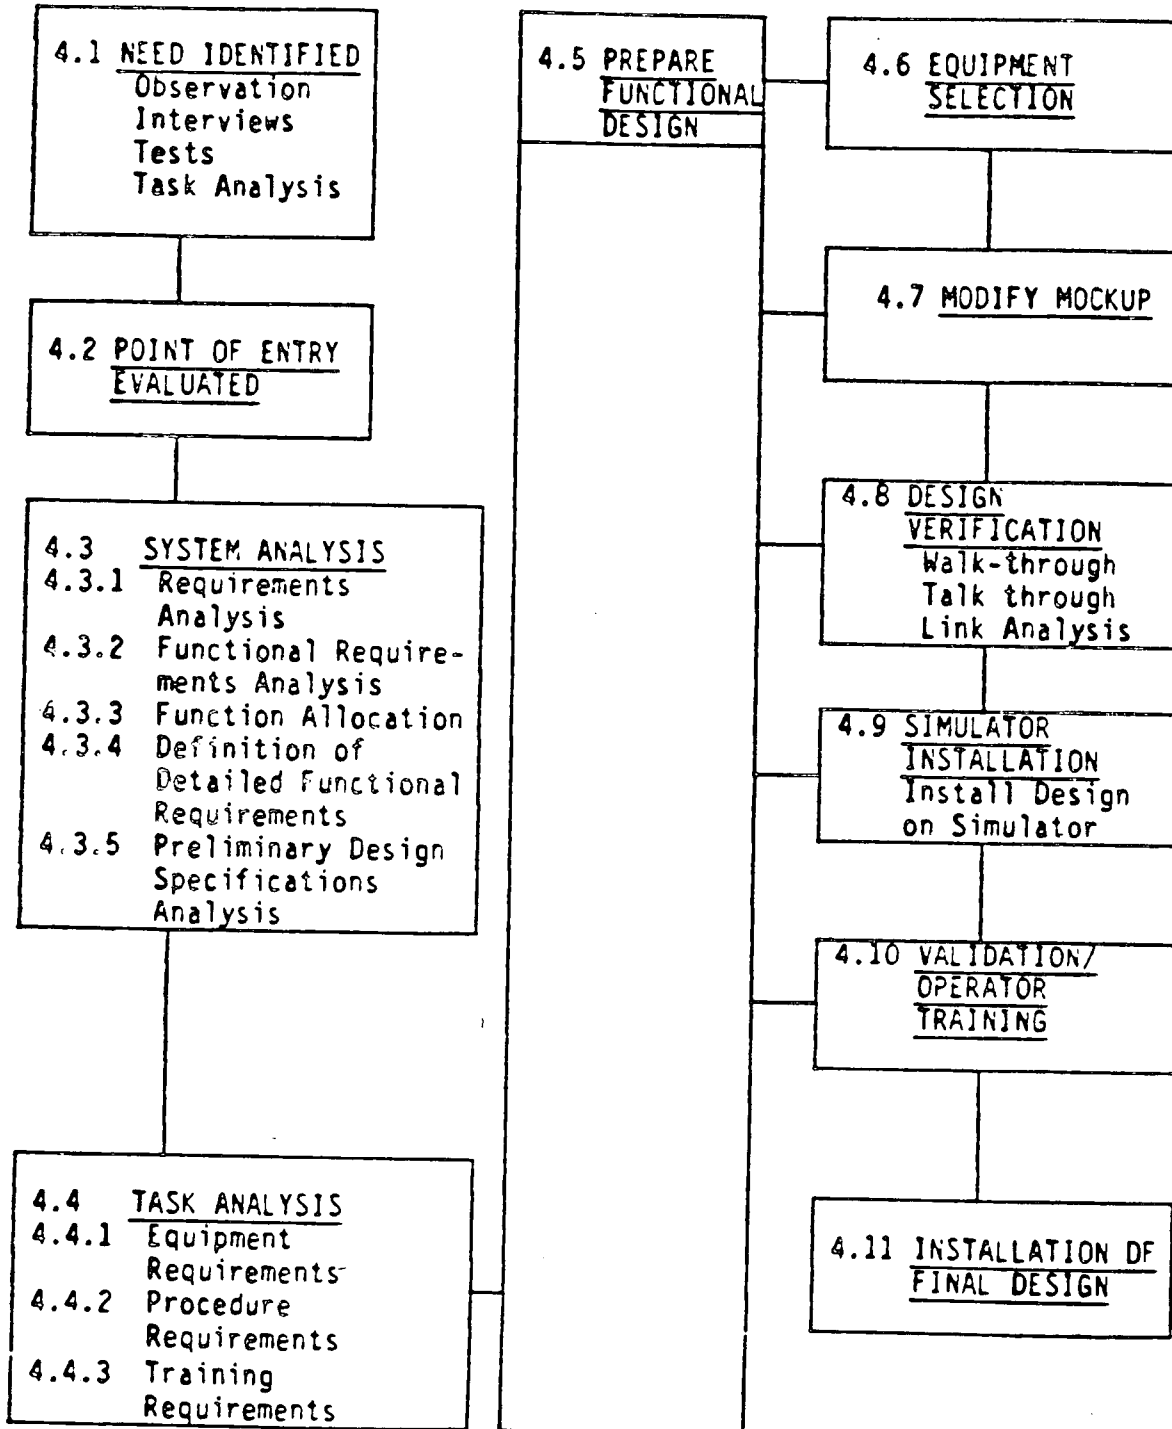 4.1 NEED IDENTIFIED
Observation
Interviews
Tests
Task Analysis
4.2 POINT OF ENTRY
EVALUATED
4.3 SYSTEM ANALYSIS
4.3.1 Requirements
Analysis
4.3.2 Functional Require-
ments Analysis
4.3.3 Function Allocation
4.3.4 Definition of
Detailed Functional
Requirements
4.3.5 Preliminary Design
Specifications
Analysis
4.4 TASK ANALYSIS
4.4.1 Equipment
Requirements
4.4.2 Procedure
Requirements
4.4.3 Training
Requirements
4.5 PREPARE
FUNCTIONAL
DESIGN
4.6 EQUIPMENT
SELECTION
4.7 MODIFY MOCKUP
4.8 DESIGN
VERIFICATION
Walk-through
Talk through
Link Analysis
4.9 SIMULATOR
INSTALLATION
Install Design
on Simulator
4.10 VALIDATION/
OPERATOR
TRAINING
4.11 INSTALLATION OF
FINAL DESIGN